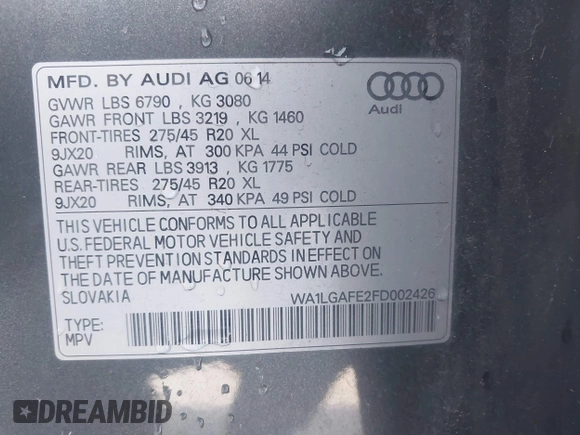 MFD. BY AUDI AG 06 14
GVWR LBS 6790 , KG 3080
GAWR FRONT LBS 3219 , KG 1460
FRONT-TIRES 275/45 R20 XL
9JX20 RIMS, AT 300 KPA 44 PSI COLD
GAWR REAR LBS 3913 , KG 1775
REAR-TIRES 275/45 R20 XL
9JX20 RIMS, AT 340 KPA 49 PSI COLD
Audi
THIS VEHICLE CONFORMS TO ALL APPLICABLE
U.S. FEDERAL MOTOR VEHICLE SAFETY AND
THEFT PREVENTION STANDARDS IN EFFECT ON
THE DATE OF MANUFACTURE SHOWN ABOVE.
SLOVAKIA WA1LGAFE2FD002426
TYPE:
MPV
DREAMBID